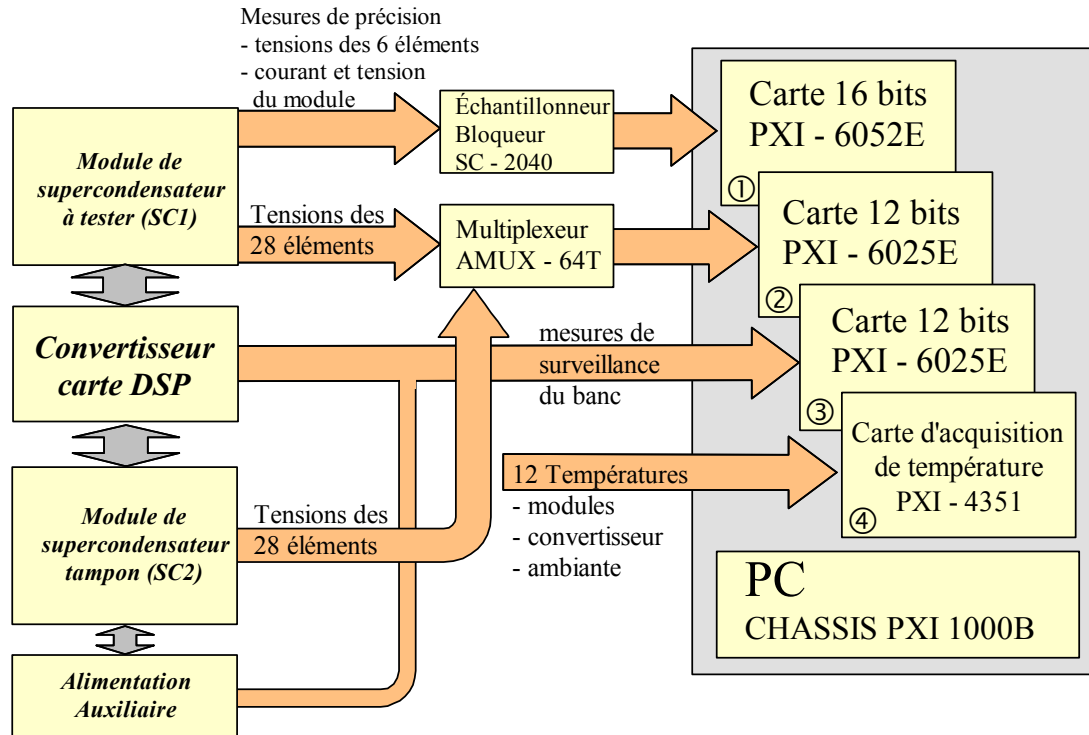 Mesures de précision
- tensions des 6 éléments
- courant et tension
du module
Module de
supercondensateur
à tester (SC1)
Échantillonneur
Bloqueur
SC - 2040
Carte 16 bits
PXI - 6052E
①
Tensions des
28 éléments
Multiplexeur
AMUX - 64T
Carte 12 bits
PXI - 6025E
②
Convertisseur
carte DSP
mesures de
surveillance
du banc
Carte 12 bits
PXI - 6025E
③
Module de
supercondensateur
tampon (SC2)
Tensions des
28 éléments
12 Températures
- modules
- convertisseur
- ambiante
Carte d'acquisition
de température
PXI - 4351
④
PC
CHASSIS PXI 1000B
Alimentation
Auxiliaire